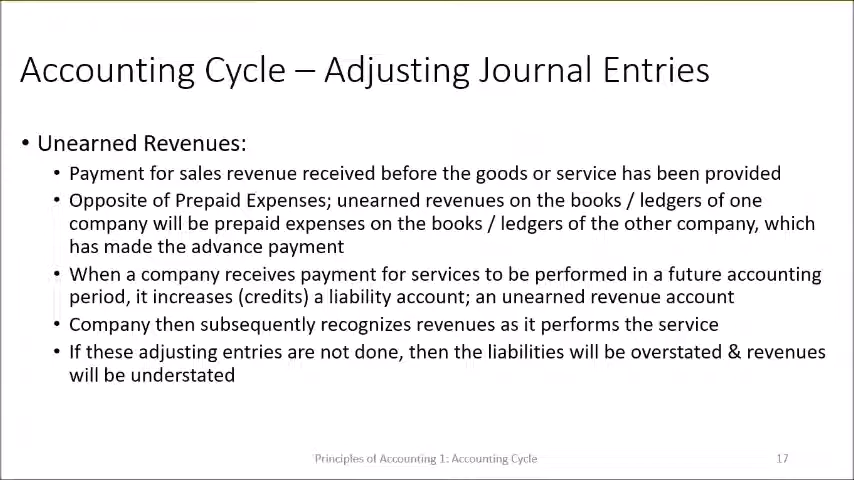 Accounting Cycle – Adjusting Journal Entries
• Unearned Revenues:
• Payment for sales revenue received before the goods or service has been provided
• Opposite of Prepaid Expenses; unearned revenues on the books / ledgers of one
company will be prepaid expenses on the books / ledgers of the other company, which
has made the advance payment
• When a company receives payment for services to be performed in a future accounting
period, it increases (credits) a liability account; an unearned revenue account
• Company then subsequently recognizes revenues as it performs the service
• If these adjusting entries are not done, then the liabilities will be overstated & revenues
will be understated
Principles of Accounting 1: Accounting Cycle
17